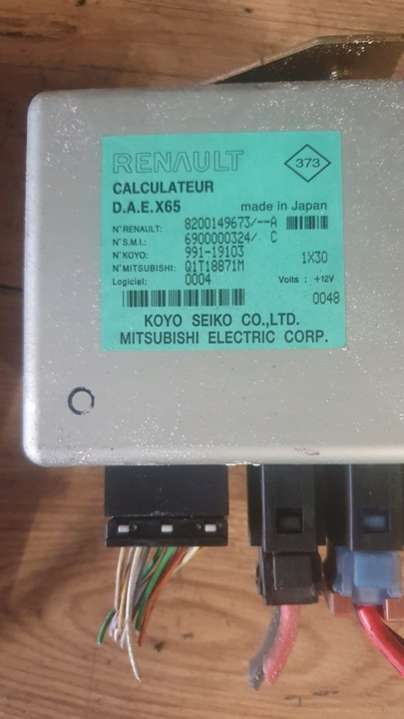 RENAULT
373
CALCULATEUR
D.A.E.X65 made in Japan
N°RENAULT: 8200149673/--A
N°S.M.I.: 6900000324/ C
N°KOYO: 991-19103 1X30
N°MITSUBISHI: Q1T18871M
Logiciel: 0004 Volts : +12V
0048
KOYO SEIKO CO.,LTD.
MITSUBISHI ELECTRIC CORP.